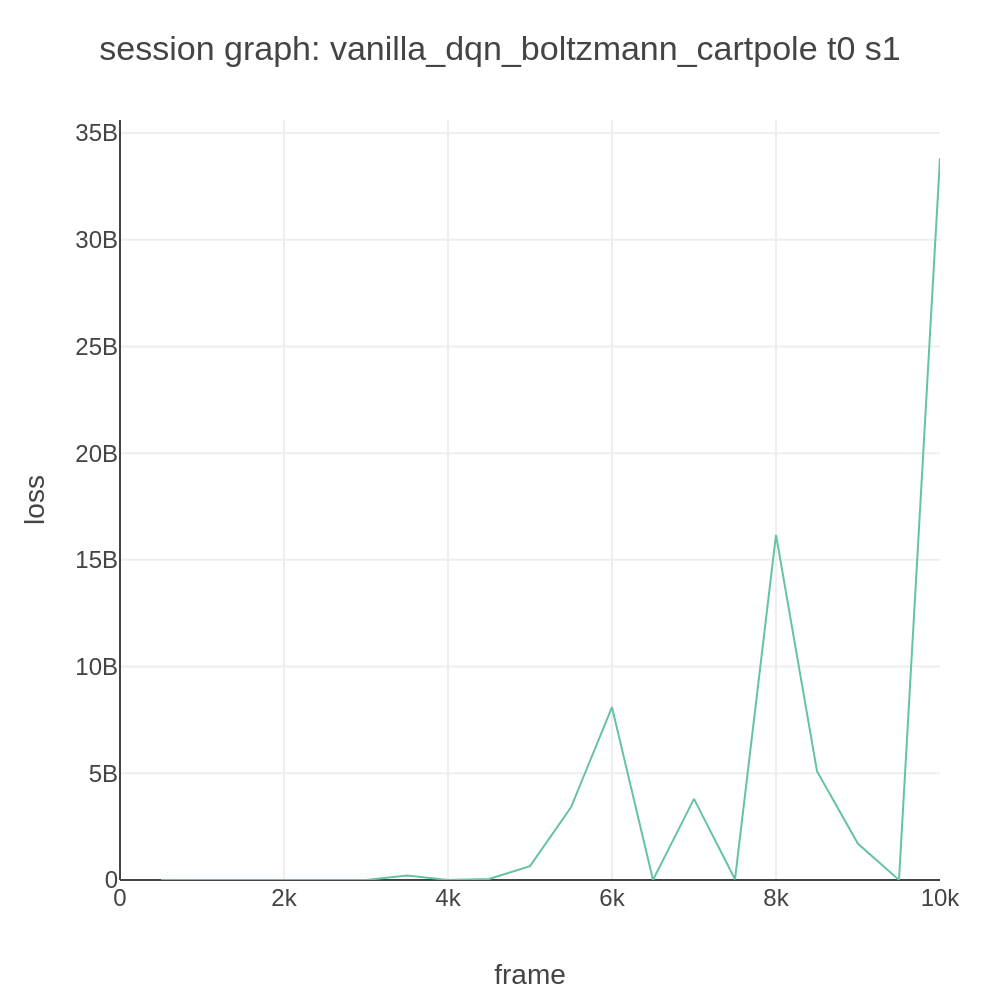 session graph: vanilla_dqn_boltzmann_cartpole t0 s1
35B
30B
25B
20B
15B
10B
5B
0
loss
0 2k 4k 6k 8k 10k
frame